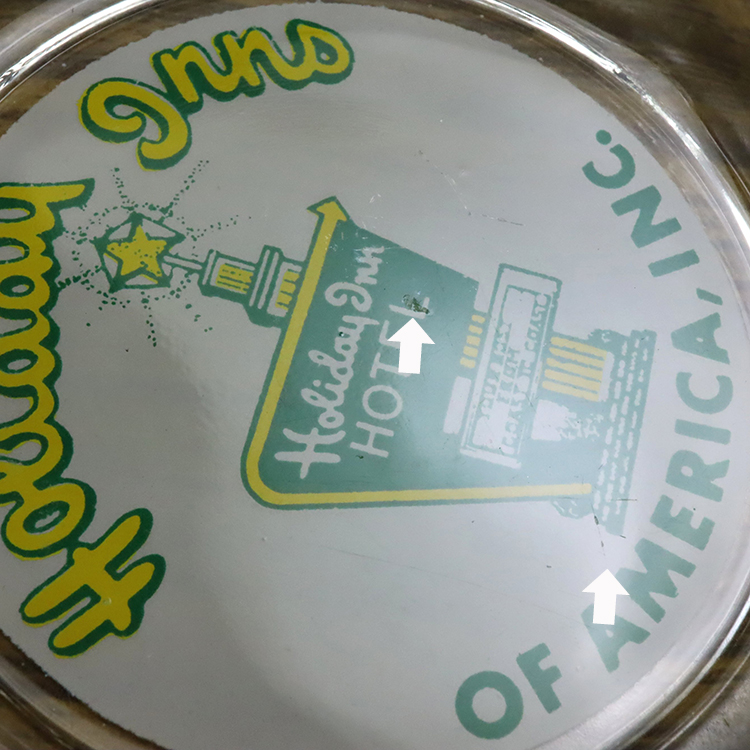 Holiday Inns
Holiday Inn
HOTEL
OF AMERICA, INC.